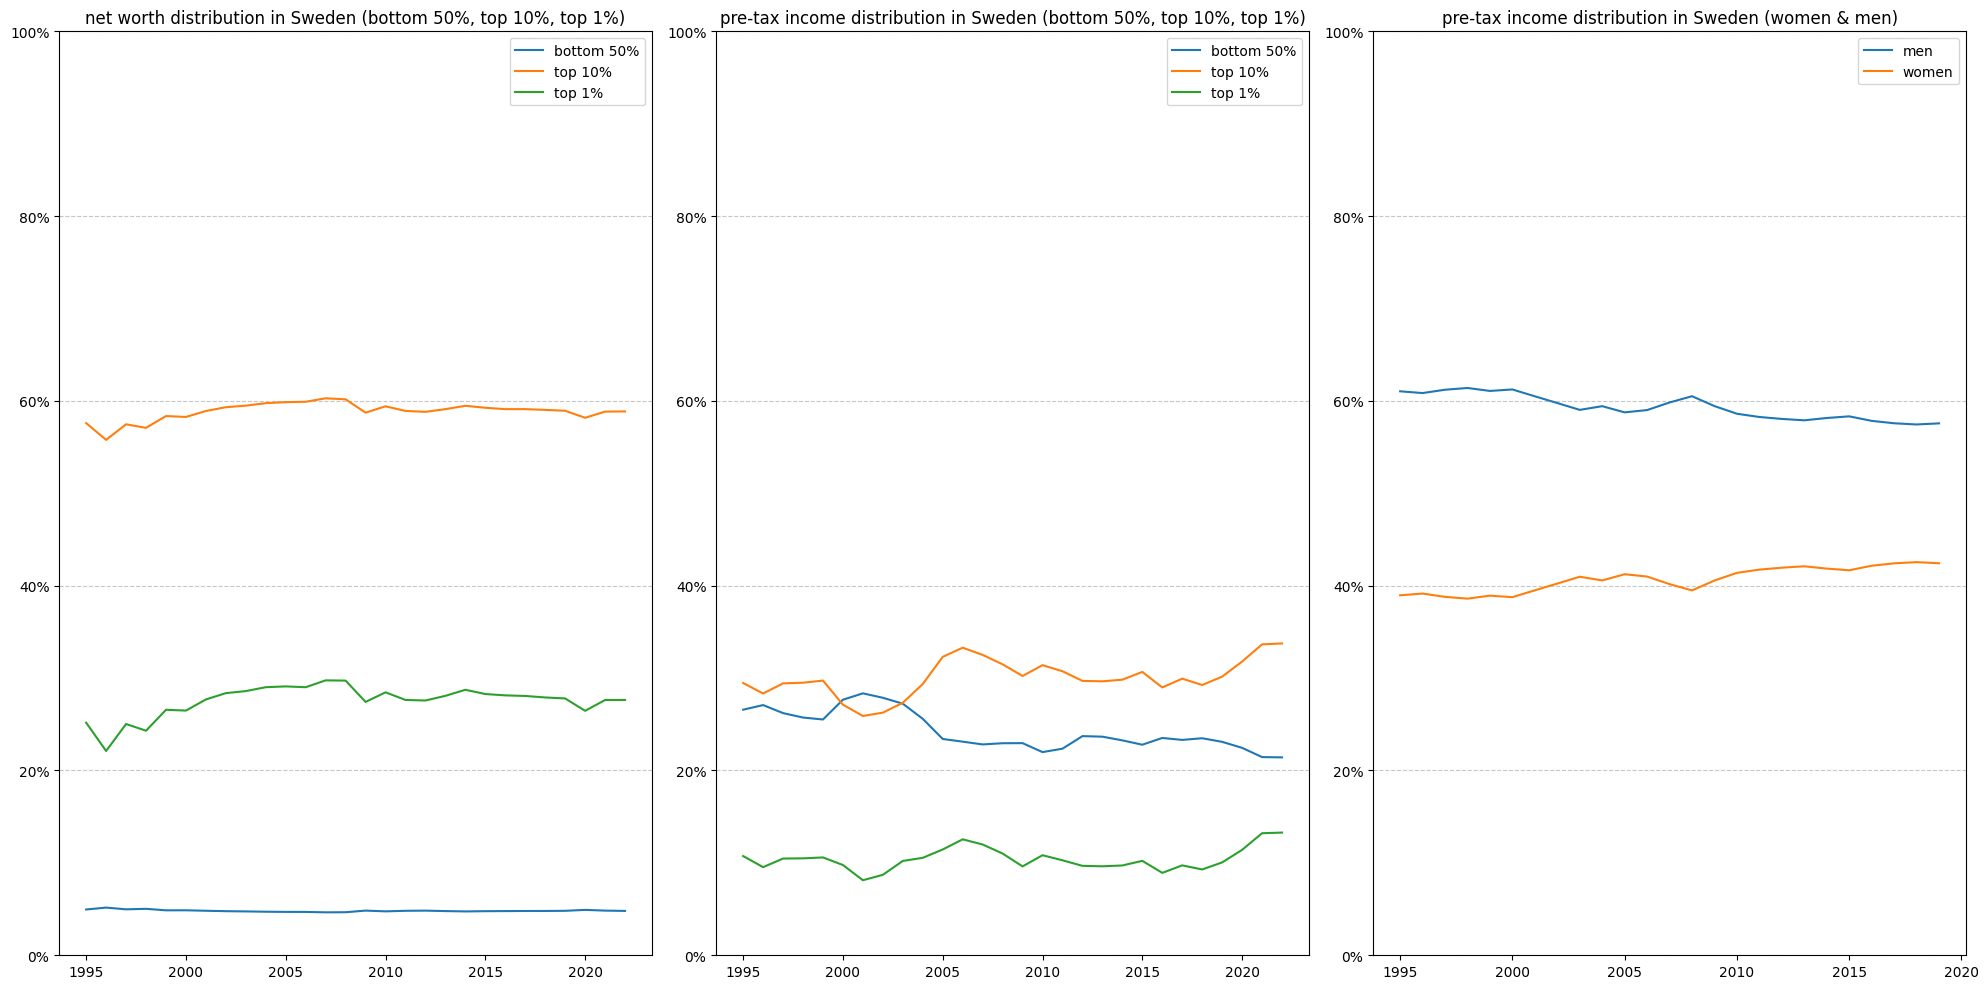 net worth distribution in Sweden (bottom 50%, top 10%, top 1%)
100%
80%
60%
40%
20%
0%
1995 2000 2005 2010 2015 2020
bottom 50%
top 10%
top 1%
pre-tax income distribution in Sweden (bottom 50%, top 10%, top 1%)
100%
80%
60%
40%
20%
0%
1995 2000 2005 2010 2015 2020
bottom 50%
top 10%
top 1%
pre-tax income distribution in Sweden (women & men)
100%
80%
60%
40%
20%
0%
1995 2000 2005 2010 2015 2020
men
women